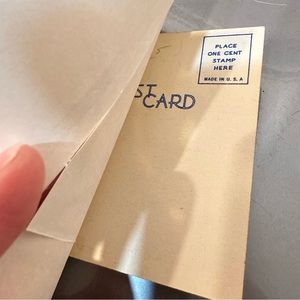 PLACE
ONE CENT
STAMP
HERE
MADE IN U.S.A
ST
CARD